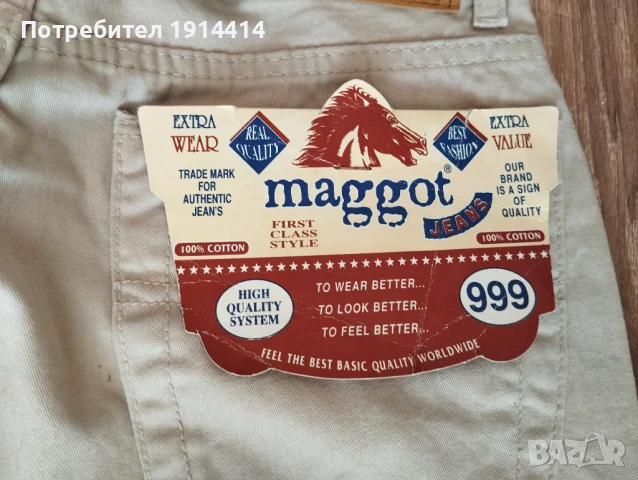 Потребител 1914414
EXTRA WEAR
REAL QUALITY
BEST FASHION
EXTRA VALUE
TRADE MARK
FOR
AUTHENTIC
JEAN'S
maggot®
JEANS
OUR
BRAND
IS A SIGN
OF
QUALITY
FIRST
CLASS
STYLE
100% COTTON
100% COTTON
HIGH
QUALITY
SYSTEM
TO WEAR BETTER...
TO LOOK BETTER...
TO FEEL BETTER...
999
FEEL THE BEST BASIC QUALITY WORLDWIDE
BAZAR